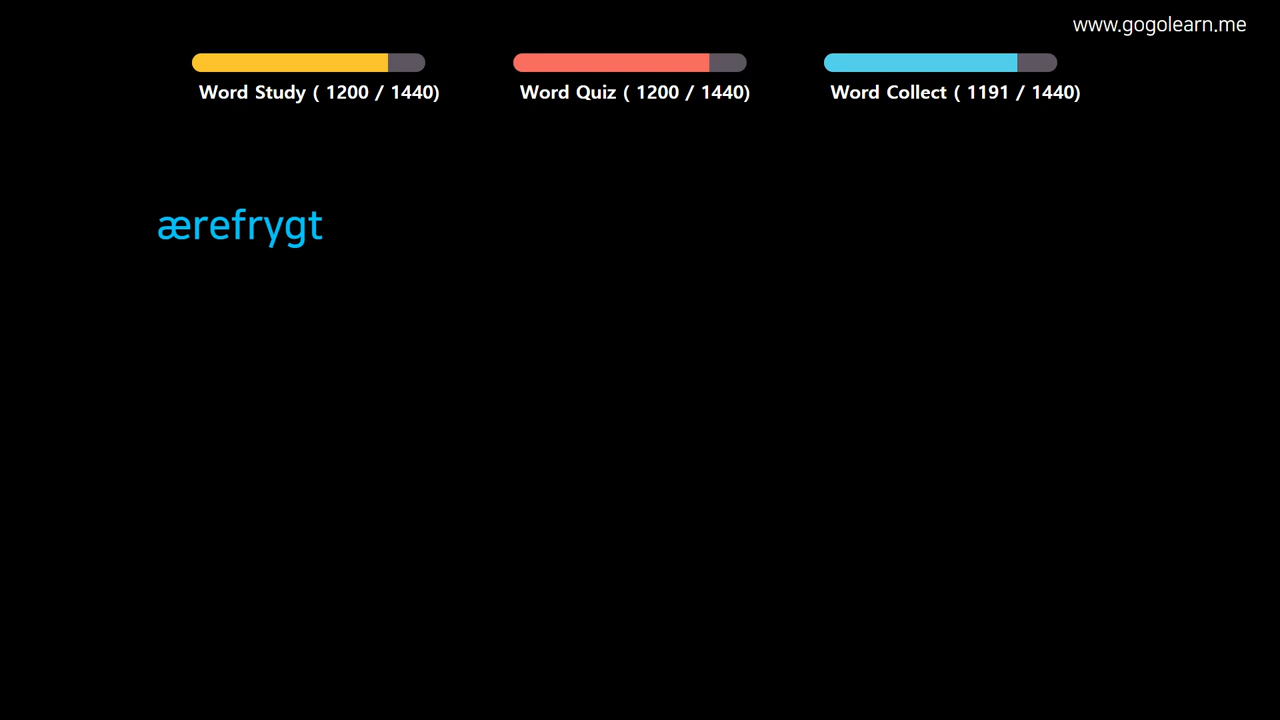 www.gogolearn.me
Word Study ( 1200 / 1440)
Word Quiz ( 1200 / 1440)
Word Collect ( 1191 / 1440)
ærefrygt